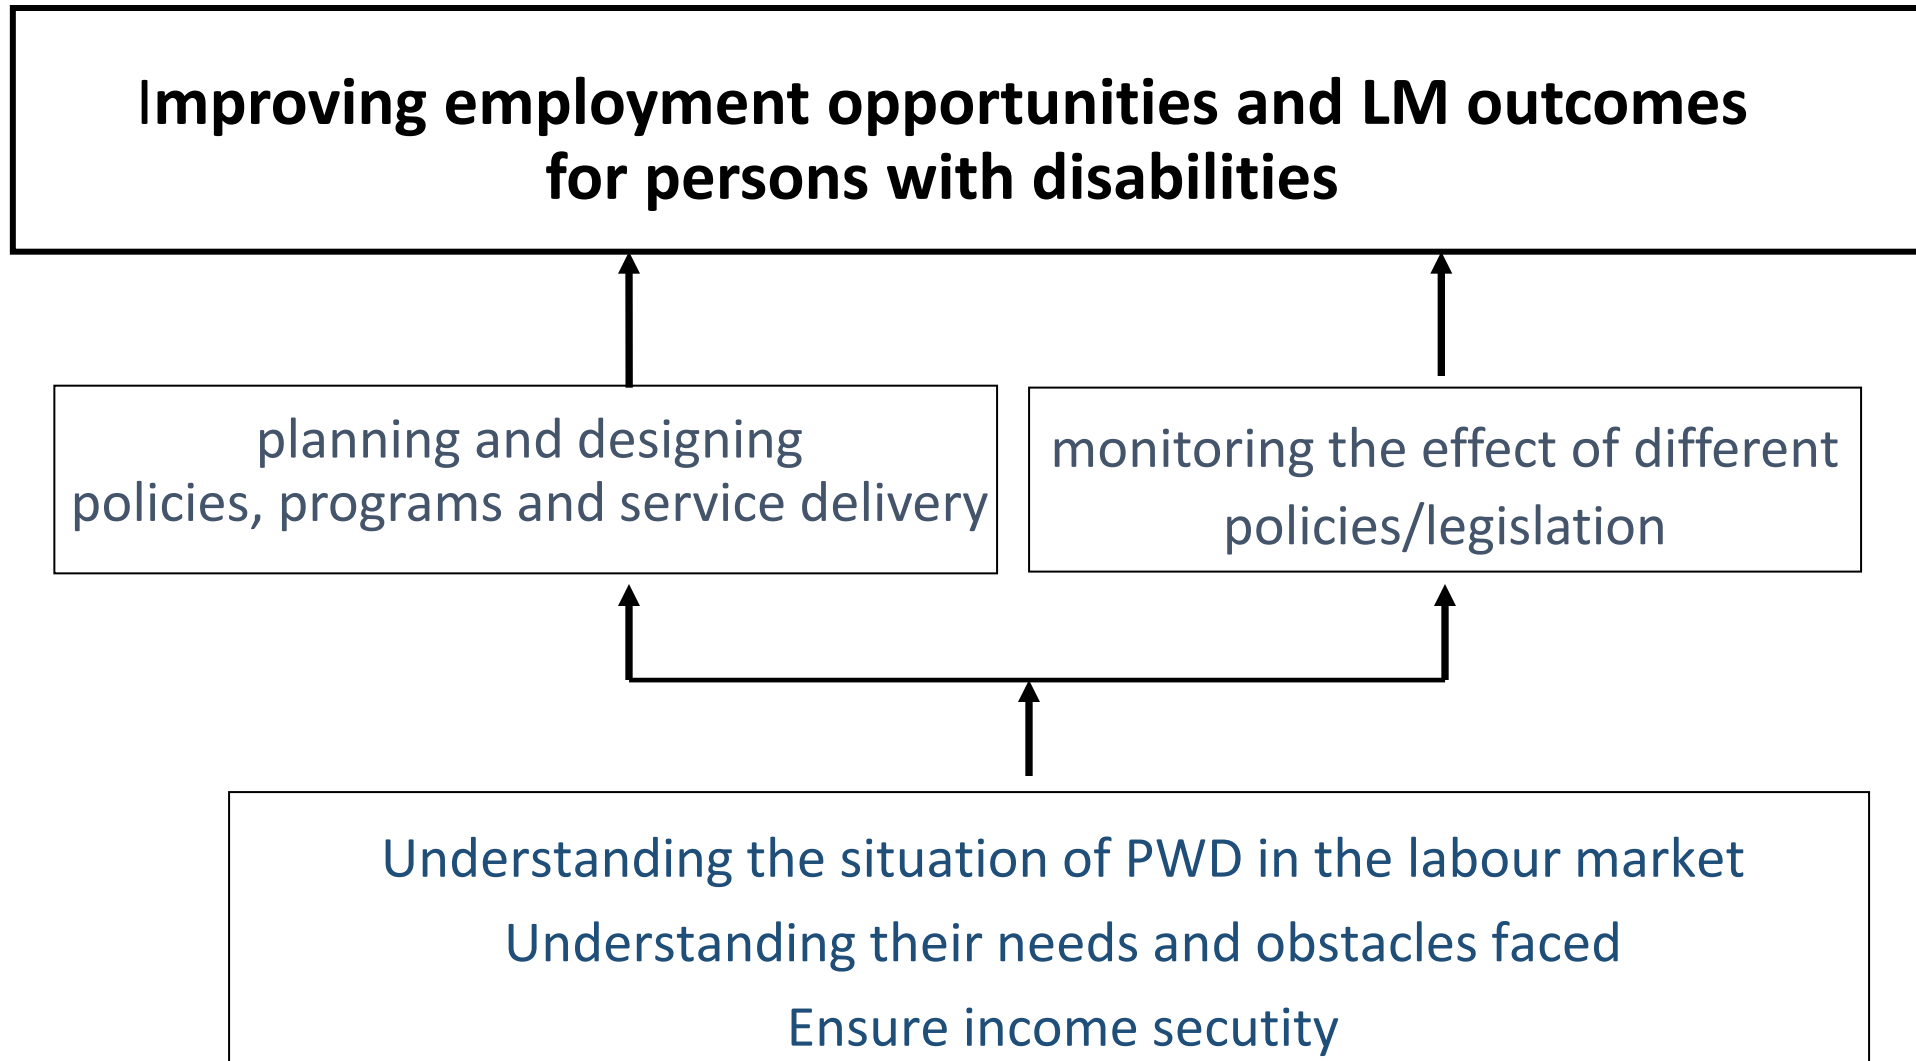 Improving employment opportunities and LM outcomes
for persons with disabilities
planning and designing
policies, programs and service delivery
monitoring the effect of different
policies/legislation
Understanding the situation of PWD in the labour market
Understanding their needs and obstacles faced
Ensure income secutity